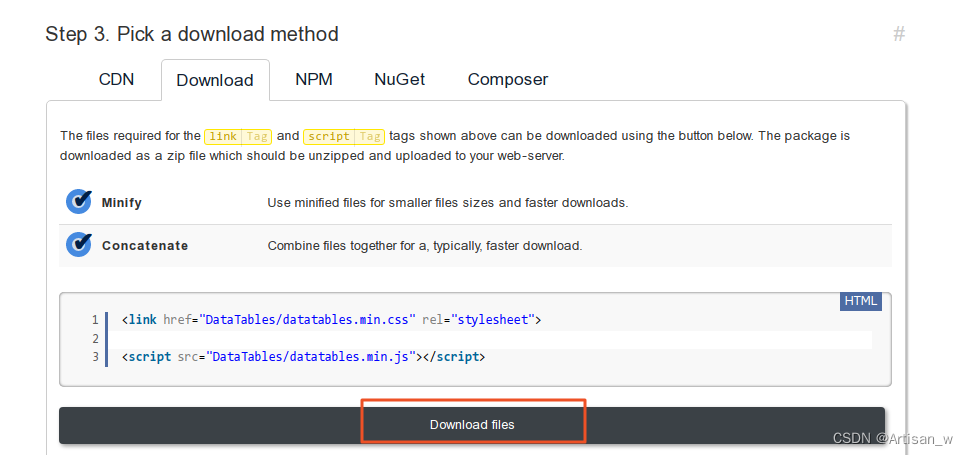 Step 3. Pick a download method #
CDN Download NPM NuGet Composer
The files required for the link Tag and script Tag tags shown above can be downloaded using the button below. The package is
downloaded as a zip file which should be unzipped and uploaded to your web-server.
Minify Use minified files for smaller files sizes and faster downloads.
Concatenate Combine files together for a, typically, faster download.
HTML
1 <link href="DataTables/datatables.min.css" rel="stylesheet">
2
3 <script src="DataTables/datatables.min.js"></script>
Download files
CSDN @Artisan_w